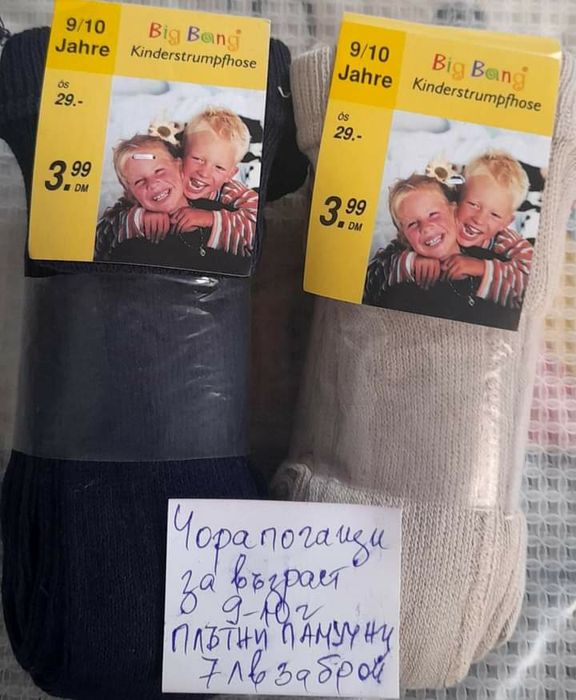 9/10
Jahre
Big Bang
Kinderstrumpfhose
ös
29.-
3.99
DM
9/10
Jahre
Big Bang
Kinderstrumpfhose
ös
29.-
3.99
DM
Чорапогащи
за възраст
9-10г
ПЛЪТНИ ПАМУЧНИ
7лв за брой